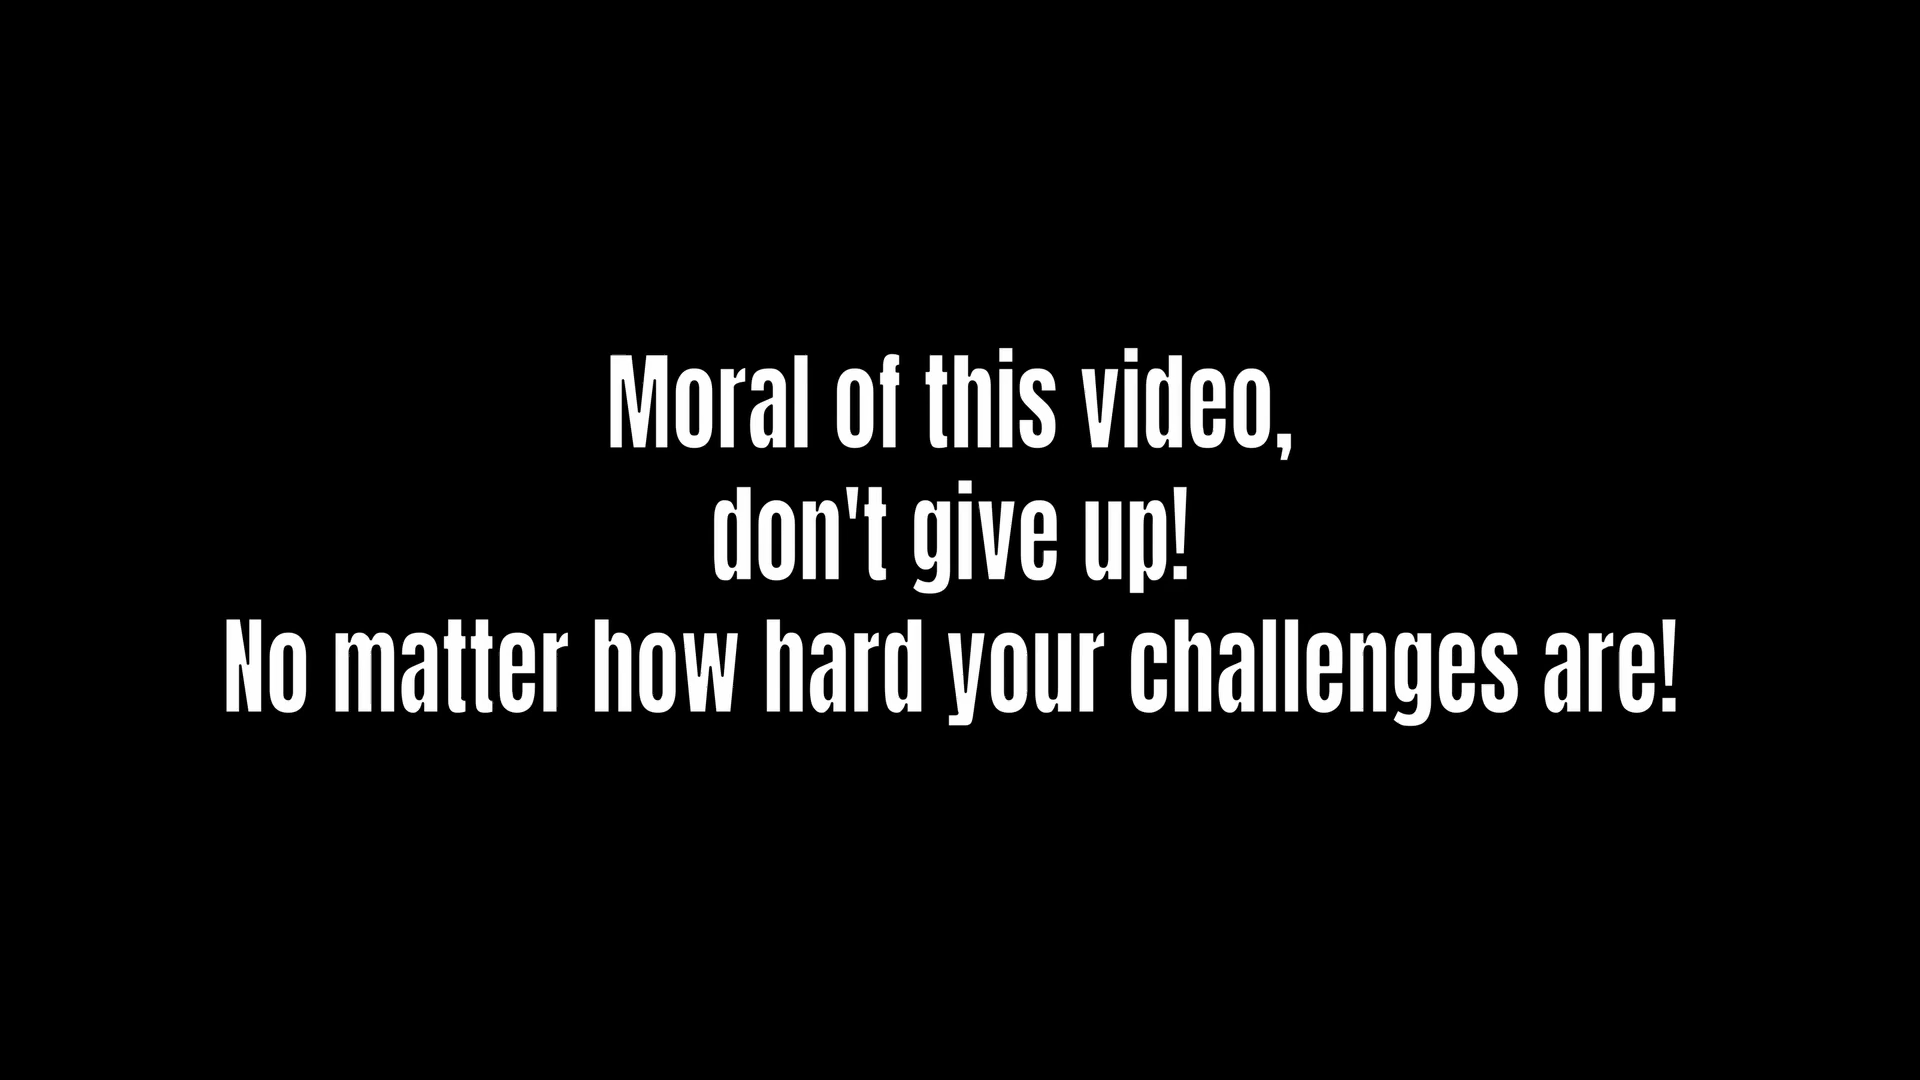 Moral of this video,
don't give up!
No matter how hard your challenges are!